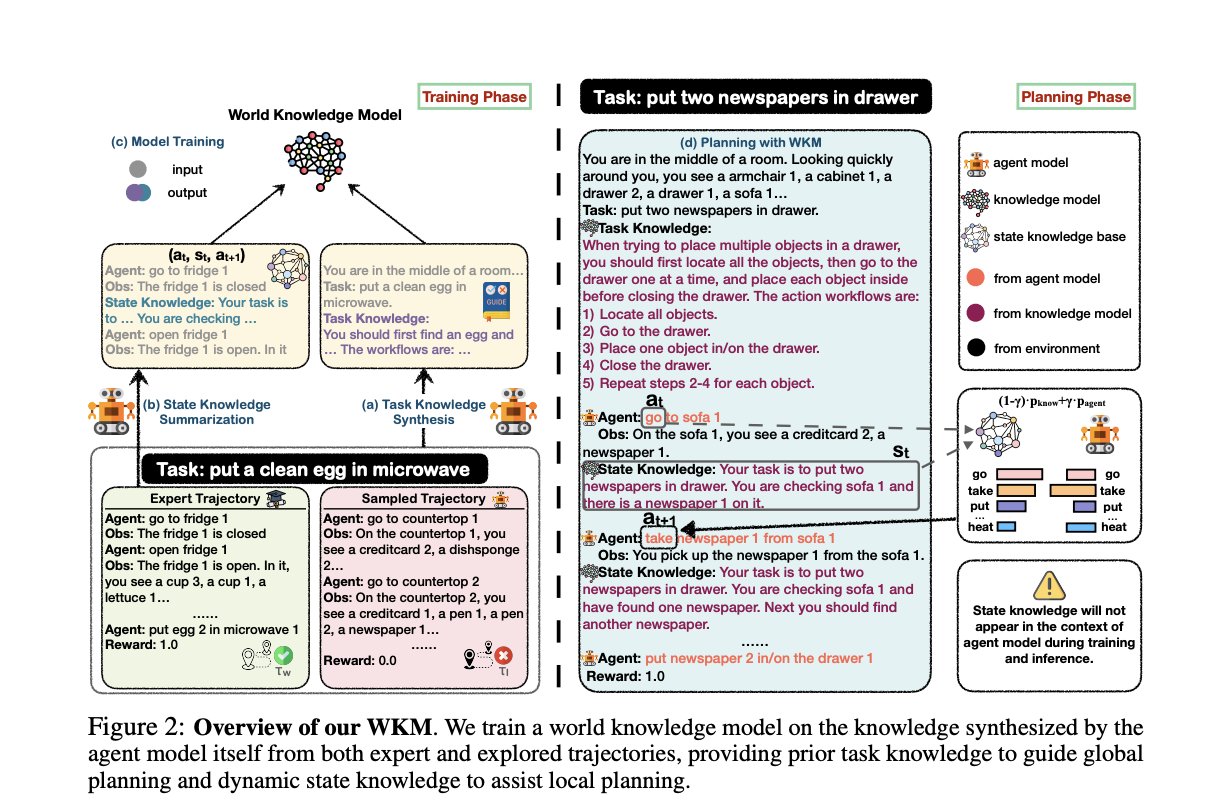 Training Phase
World Knowledge Model
(c) Model Training
input
output
(at, st, at+1)
Agent: go to fridge 1
Obs: The fridge 1 is closed
State Knowledge: Your task is
to … You are checking …
Agent: open fridge 1
Obs: The fridge 1 is open. In it
You are in the middle of a room…
Task: put a clean egg in
microwave.
Task Knowledge:
You should first find an egg and
… The workflows are: …
GUIDE
(b) State Knowledge
Summarization
(a) Task Knowledge
Synthesis
Task: put a clean egg in microwave
Expert Trajectory
Agent: go to fridge 1
Obs: The fridge 1 is closed
Agent: open fridge 1
Obs: The fridge 1 is open. In it,
you see a cup 3, a cup 1, a
lettuce 1…
……
Agent: put egg 2 in microwave 1
Reward: 1.0
τw
Sampled Trajectory
Agent: go to countertop 1
Obs: On the countertop 1, you
see a creditcard 2, a dishsponge
2…
Agent: go to countertop 2
Obs: On the countertop 2, you
see a creditcard 1, a pen 1, a pen
2, a newspaper 1…
……
Reward: 0.0
τl
Task: put two newspapers in drawer
Planning Phase
(d) Planning with WKM
You are in the middle of a room. Looking quickly
around you, you see a armchair 1, a cabinet 1, a
drawer 2, a drawer 1, a sofa 1…
Task: put two newspapers in drawer.
Task Knowledge:
When trying to place multiple objects in a drawer,
you should first locate all the objects, then go to the
drawer one at a time, and place each object inside
before closing the drawer. The action workflows are:
1) Locate all objects.
2) Go to the drawer.
3) Place one object in/on the drawer.
4) Close the drawer.
5) Repeat steps 2-4 for each object.
at
Agent: go to sofa 1
Obs: On the sofa 1, you see a creditcard 2, a
newspaper 1.
st
State Knowledge: Your task is to put two
newspapers in drawer. You are checking sofa 1 and
there is a newspaper 1 on it.
at+1
Agent: take newspaper 1 from sofa 1
Obs: You pick up the newspaper 1 from the sofa 1.
State Knowledge: Your task is to put two
newspapers in drawer. You are checking sofa 1 and
have found one newspaper. Next you should find
another newspaper.
……
Agent: put newspaper 2 in/on the drawer 1
Reward: 1.0
agent model
knowledge model
state knowledge base
from agent model
from knowledge model
from environment
(1-γ)·pknow+γ·pagent
go go
take take
put put
… …
heat heat
State knowledge will not
appear in the context of
agent model during training
and inference.
Figure 2: Overview of our WKM. We train a world knowledge model on the knowledge synthesized by the
agent model itself from both expert and explored trajectories, providing prior task knowledge to guide global
planning and dynamic state knowledge to assist local planning.